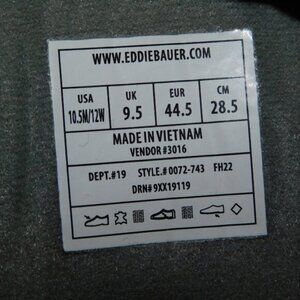 WWW.EDDIEBAUER.COM
USA UK EUR CM
10.5M/12W 9.5 44.5 28.5
MADE IN VIETNAM
VENDOR #3016
DEPT.#19 STYLE.# 0072-743 FH22
DRN# 9XX19119